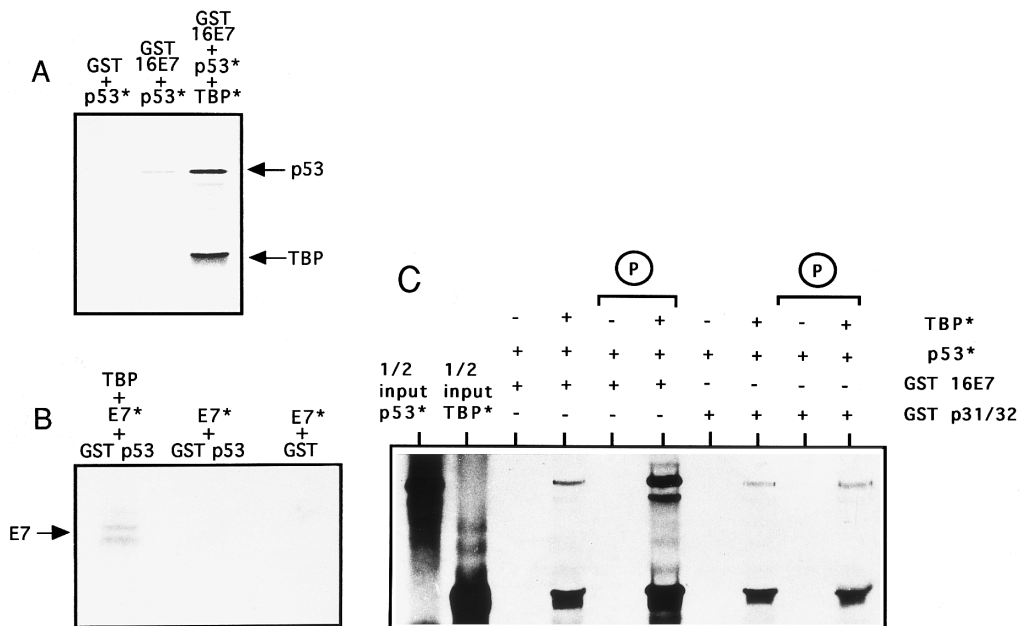 A
GST
+
p53*
GST
16E7
+
p53*
GST
16E7
+
p53*
+
TBP*
p53
TBP
B
TBP
+
E7*
+
GST p53
E7*
+
GST p53
E7*
+
GST
E7
C
P
P
- + - + - + - + TBP*
+ + + + + + + + p53*
+ + + + - - - - GST 16E7
- - - - + + + + GST p31/32
1/2
input
p53*
1/2
input
TBP*